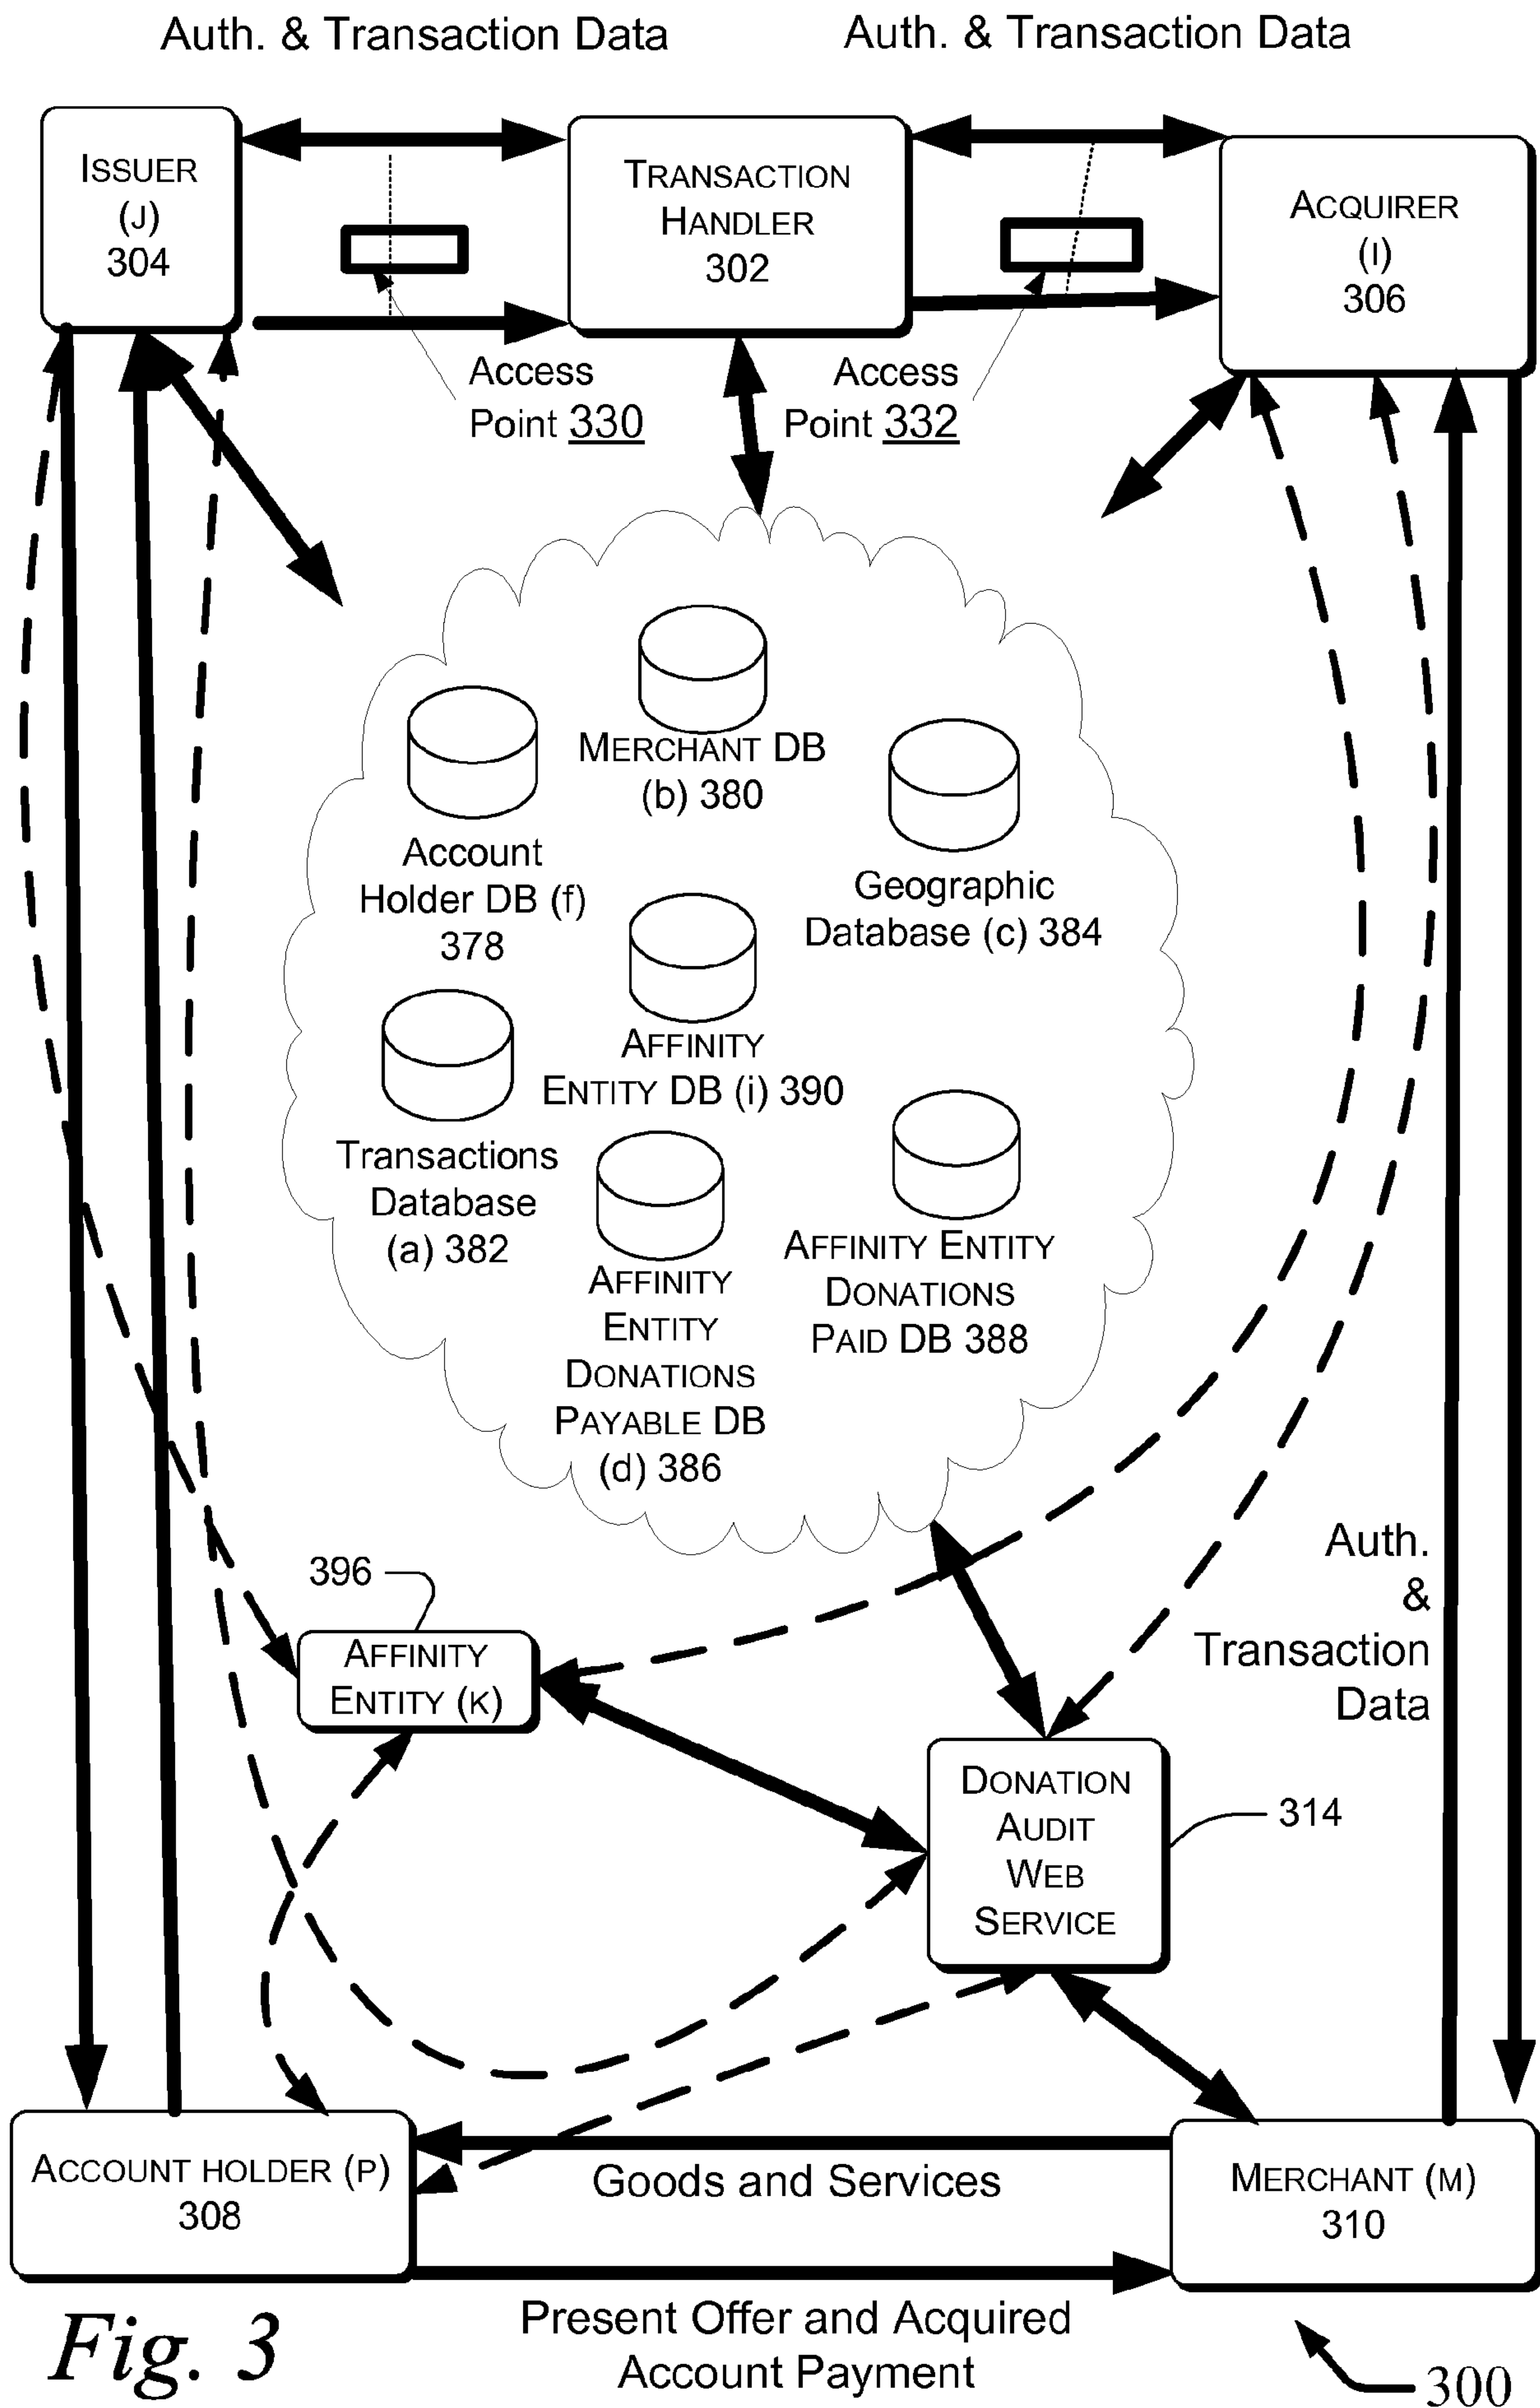 Auth. & Transaction Data
Auth. & Transaction Data
ISSUER
(J)
304
TRANSACTION
HANDLER
302
ACQUIRER
(I)
306
Access
Point 330
Access
Point 332
MERCHANT DB
(b) 380
Account
Holder DB (f)
378
Geographic
Database (c) 384
AFFINITY
ENTITY DB (i) 390
Transactions
Database
(a) 382
AFFINITY ENTITY
DONATIONS
PAID DB 388
AFFINITY
ENTITY
DONATIONS
PAYABLE DB
(d) 386
Auth.
&
Transaction
Data
396
AFFINITY
ENTITY (K)
DONATION
AUDIT
WEB
SERVICE
314
ACCOUNT HOLDER (P)
308
Goods and Services
MERCHANT (M)
310
Present Offer and Acquired
Account Payment
Fig. 3
300